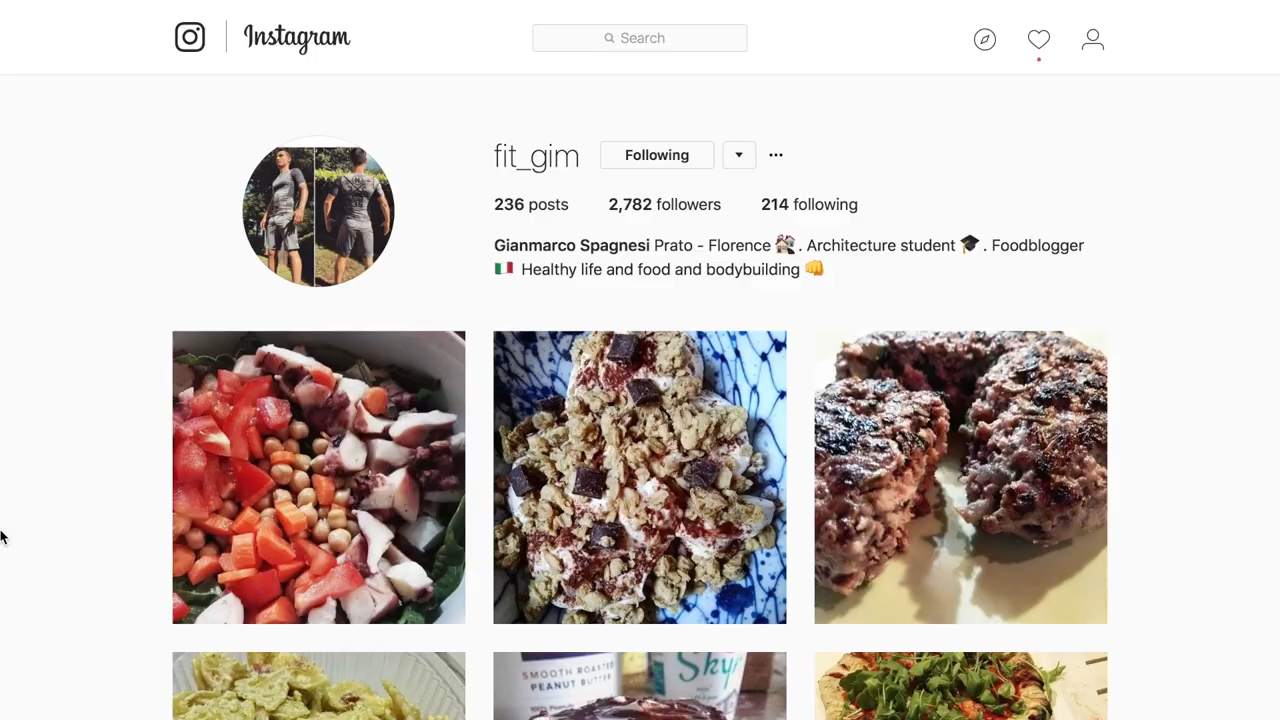 Instagram
Search
fit_gim Following
236 posts 2,782 followers 214 following
Gianmarco Spagnesi Prato - Florence 🏘️. Architecture student 🎓. Foodblogger
🇮🇹 Healthy life and food and bodybuilding 👊
SMOOTH ROASTED
PEANUT BUTTER
Skyr